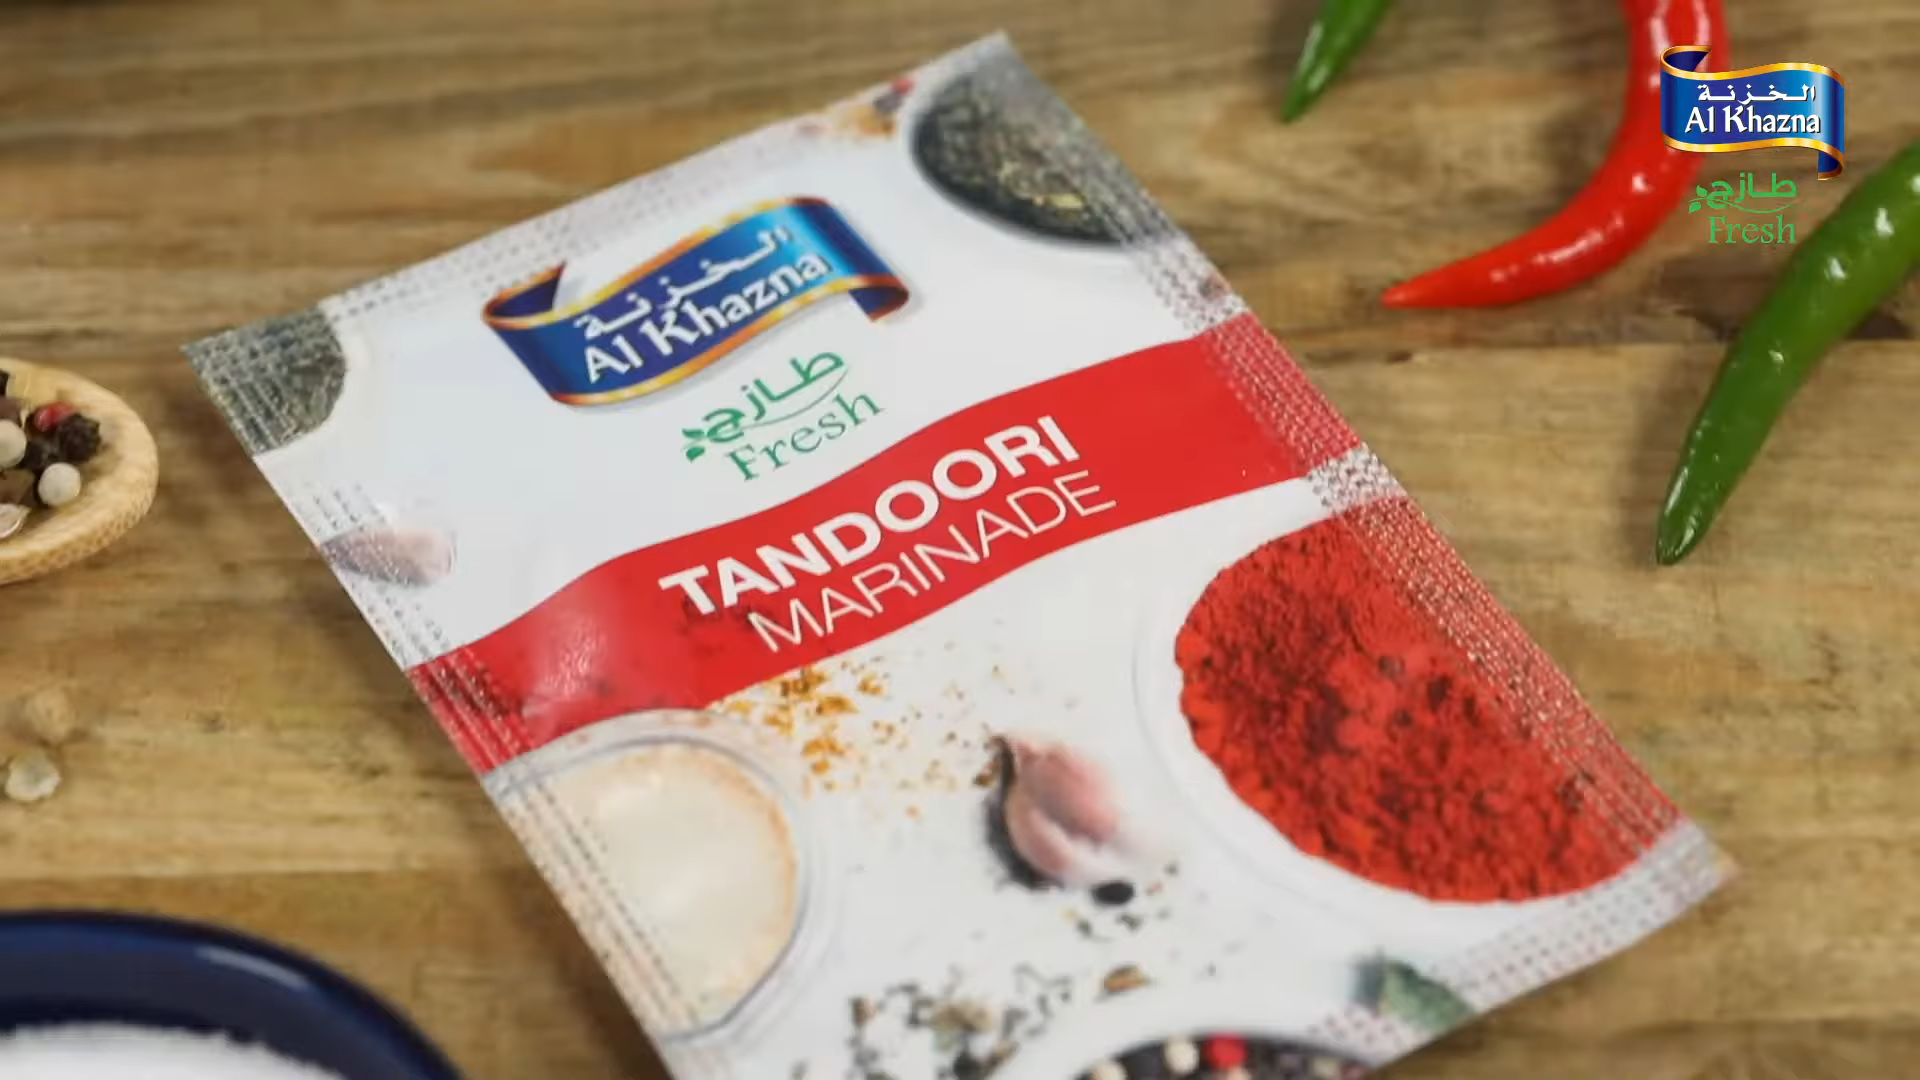 الخزنة
Al Khazna
طازج
Fresh
TANDOORI
MARINADE
الخزنة
Al Khazna
طازج
Fresh